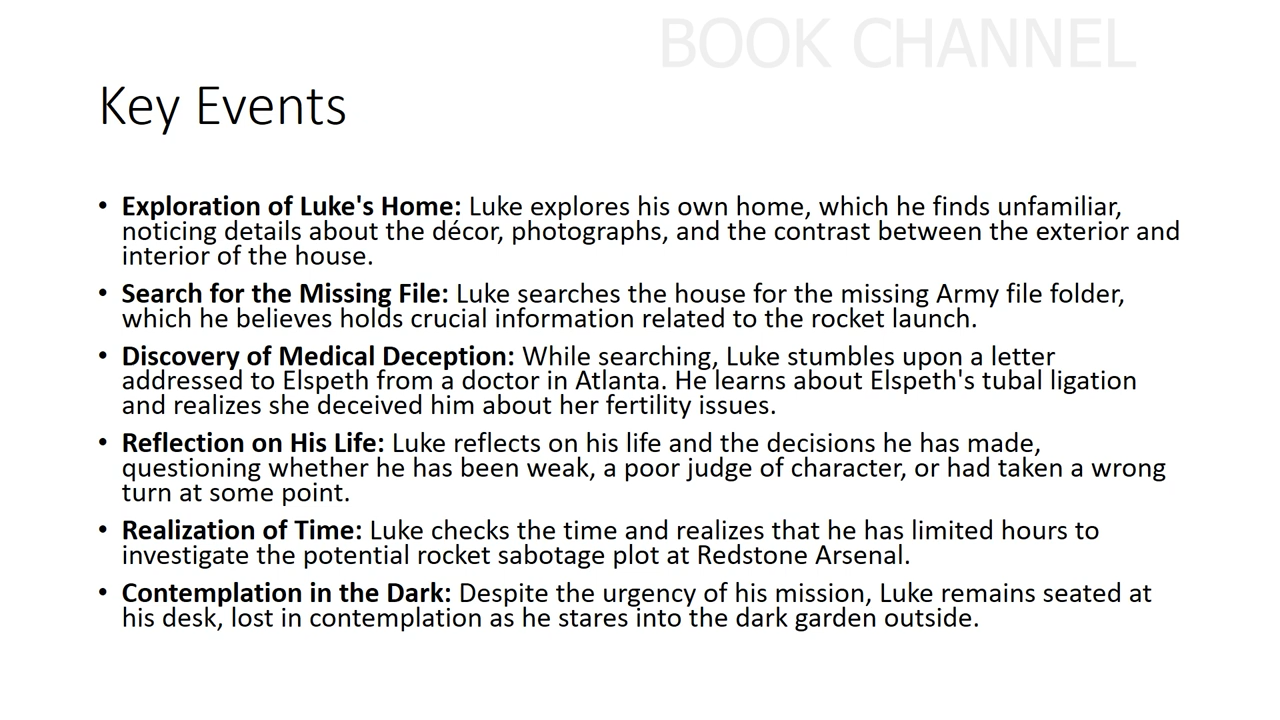 BOOK CHANNEL
Key Events
• Exploration of Luke's Home: Luke explores his own home, which he finds unfamiliar,
noticing details about the décor, photographs, and the contrast between the exterior and
interior of the house.
• Search for the Missing File: Luke searches the house for the missing Army file folder,
which he believes holds crucial information related to the rocket launch.
• Discovery of Medical Deception: While searching, Luke stumbles upon a letter
addressed to Elspeth from a doctor in Atlanta. He learns about Elspeth's tubal ligation
and realizes she deceived him about her fertility issues.
• Reflection on His Life: Luke reflects on his life and the decisions he has made,
questioning whether he has been weak, a poor judge of character, or had taken a wrong
turn at some point.
• Realization of Time: Luke checks the time and realizes that he has limited hours to
investigate the potential rocket sabotage plot at Redstone Arsenal.
• Contemplation in the Dark: Despite the urgency of his mission, Luke remains seated at
his desk, lost in contemplation as he stares into the dark garden outside.